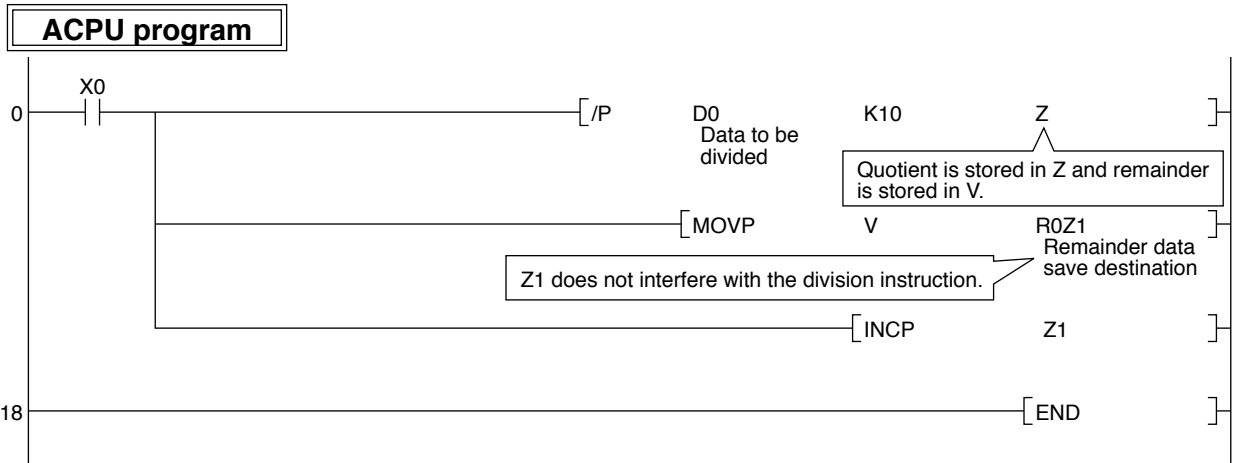 ACPU program
X0
0
/P D0 K10 Z
Data to be
divided
Quotient is stored in Z and remainder
is stored in V.
MOVP V R0Z1
Remainder data
save destination
Z1 does not interfere with the division instruction.
INCP Z1
18
END